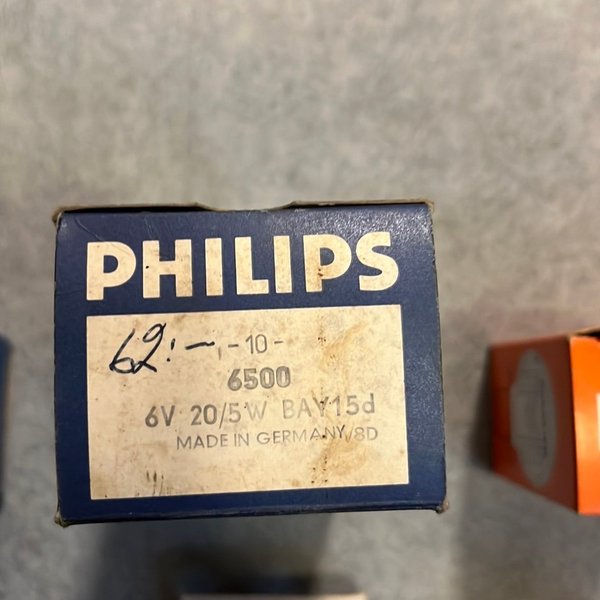 PHILIPS
62:- -10-
6500
6V 20/5W BAY15d
MADE IN GERMANY/8D